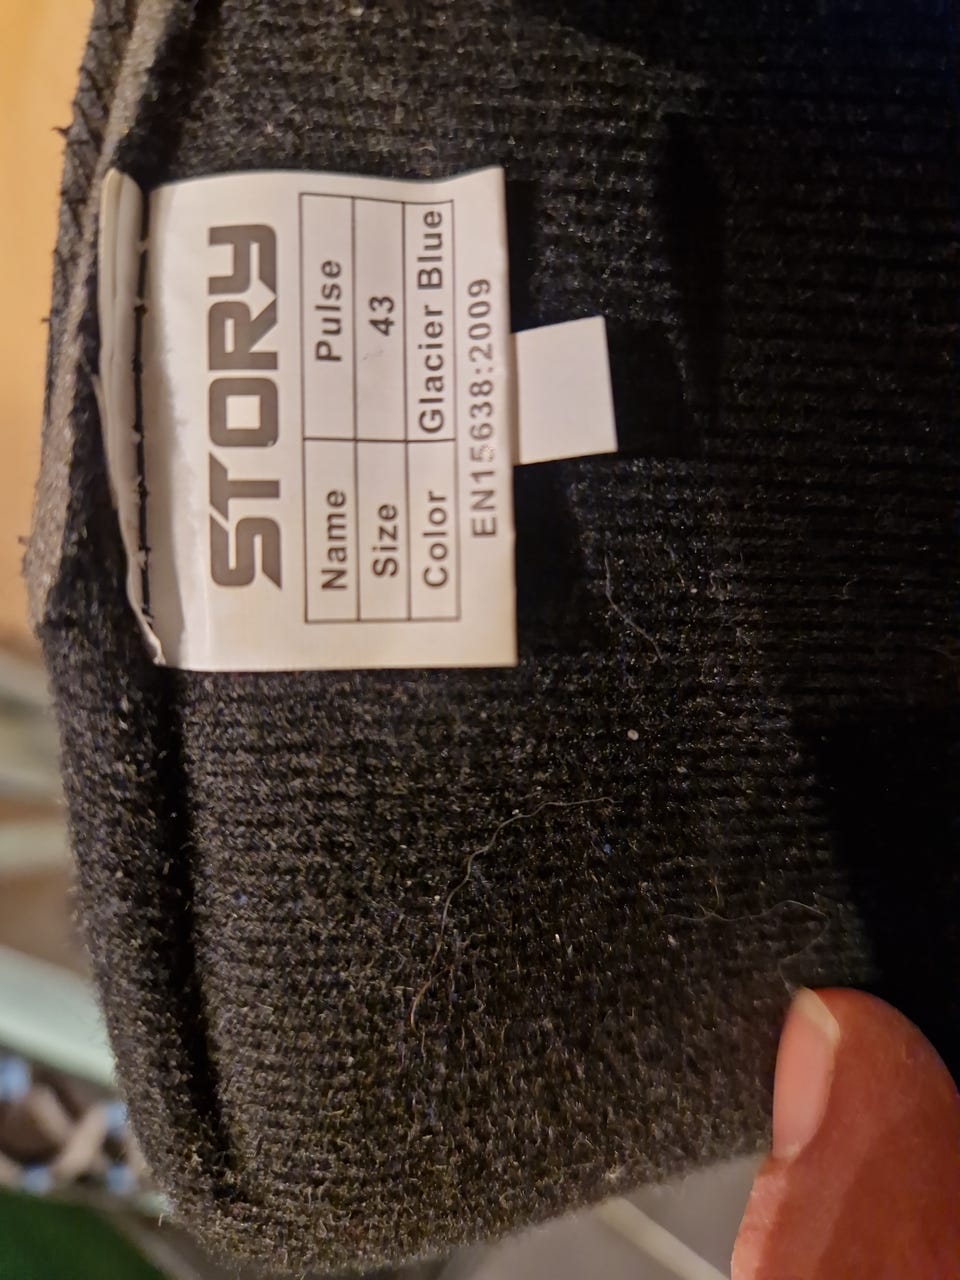 STORY
Name Pulse
Size 43
Color Glacier Blue
EN15638:2009